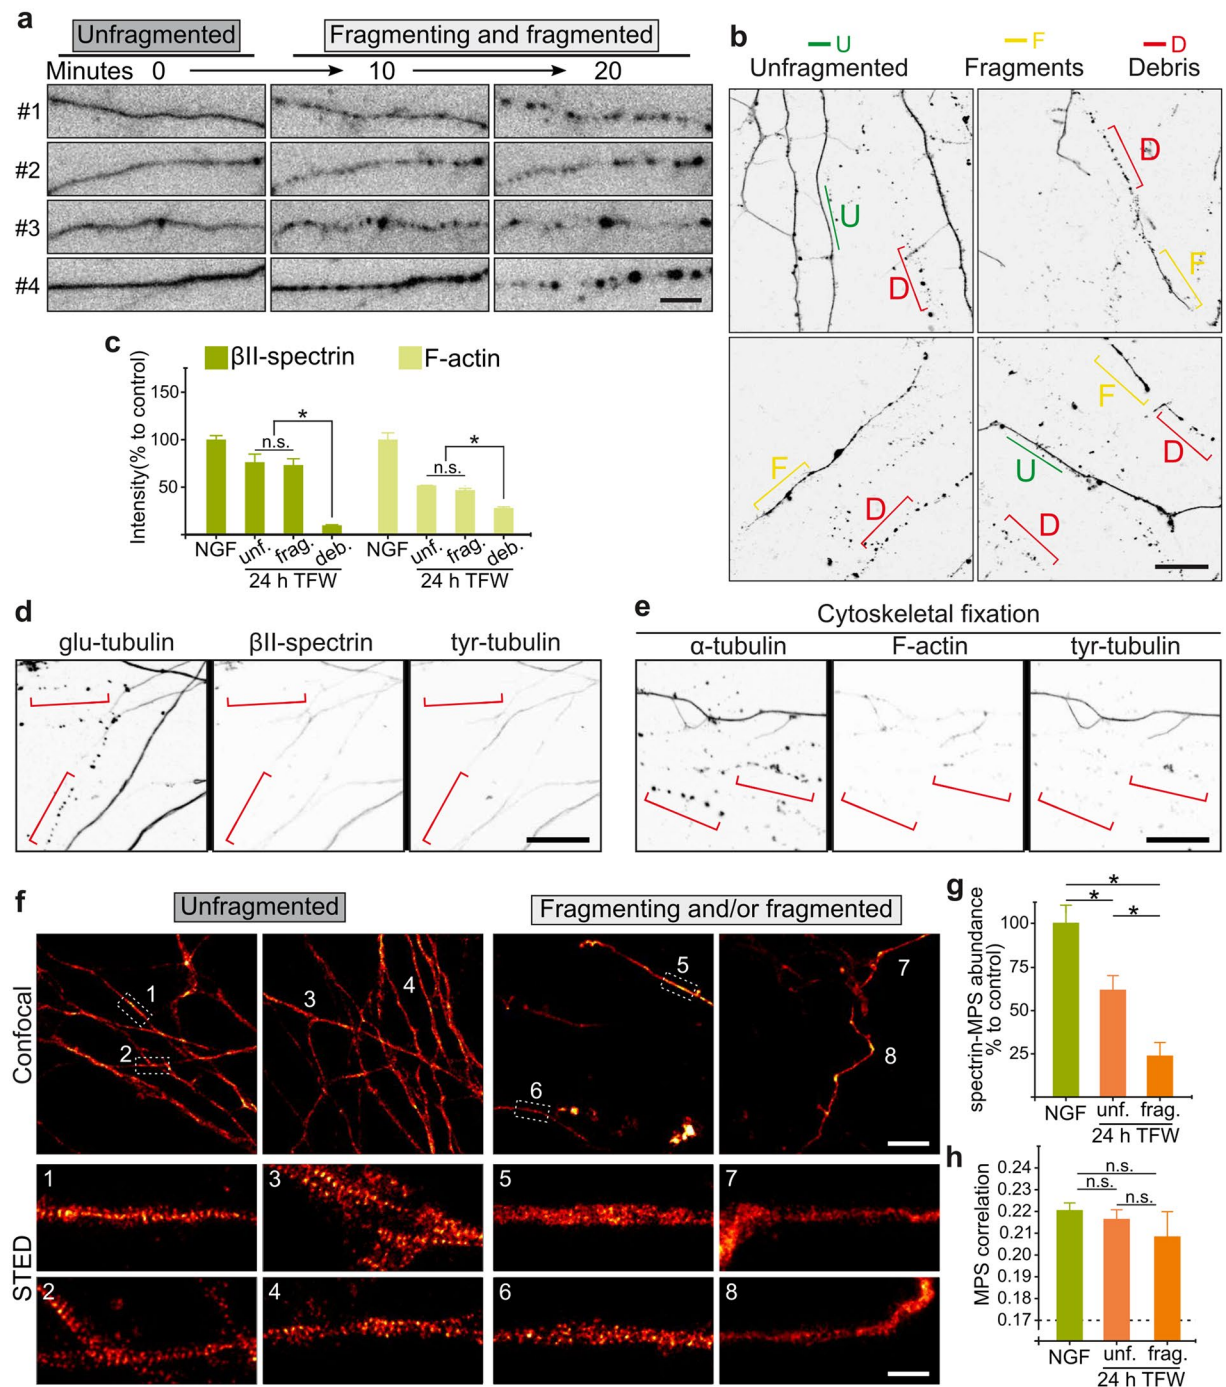 a
Unfragmented
Fragmenting and fragmented
Minutes 0 10 20
#1
#2
#3
#4
b
U F D
Unfragmented Fragments Debris
U
D
D
F
F
D
F
D
U
D
c
βII-spectrin F-actin
Intensity(% to control)
150
100
50
* n.s.
* n.s.
NGF unf. frag. deb. NGF unf. frag. deb.
24 h TFW 24 h TFW
d
glu-tubulin βII-spectrin tyr-tubulin
e
Cytoskeletal fixation
α-tubulin F-actin tyr-tubulin
f
Unfragmented Fragmenting and/or fragmented
Confocal
1
2
3 4
5
6
7
8
STED
1 3 5 7
2 4 6 8
g
spectrin-MPS abundance
% to control)
100
75
50
25
*
* *
NGF unf. frag.
24 h TFW
h
MPS correlation
0.24
0.23
0.22
0.21
0.20
0.19
0.18
0.17
n.s.
n.s. n.s.
NGF unf. frag.
24 h TFW